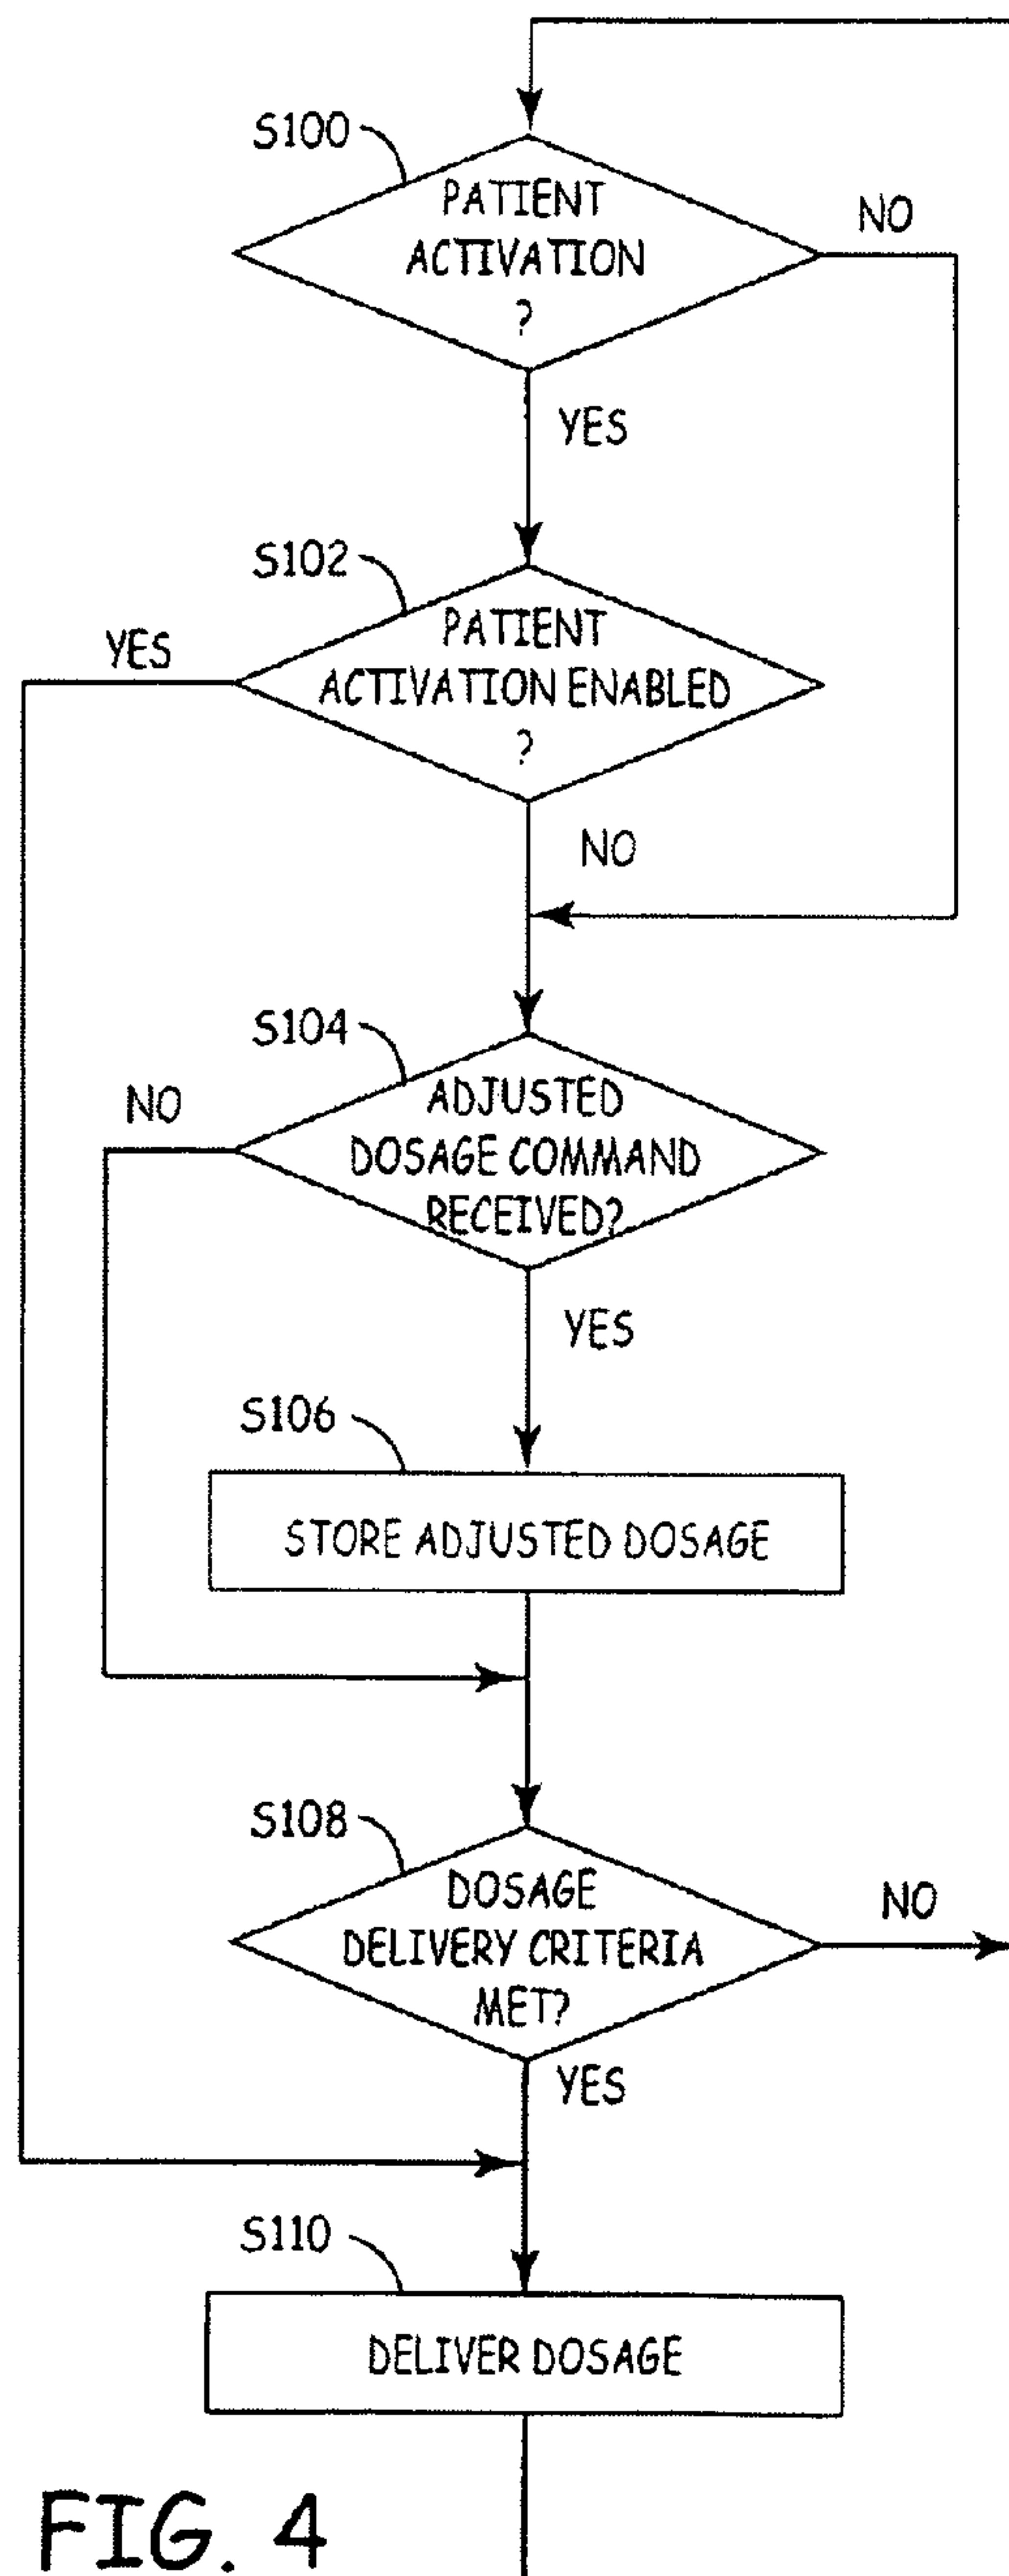 S100
PATIENT
ACTIVATION
?
NO
YES
S102
PATIENT
ACTIVATION ENABLED
?
YES
NO
S104
ADJUSTED
DOSAGE COMMAND
RECEIVED?
NO
YES
S106
STORE ADJUSTED DOSAGE
S108
DOSAGE
DELIVERY CRITERIA
MET?
NO
YES
S110
DELIVER DOSAGE
FIG. 4